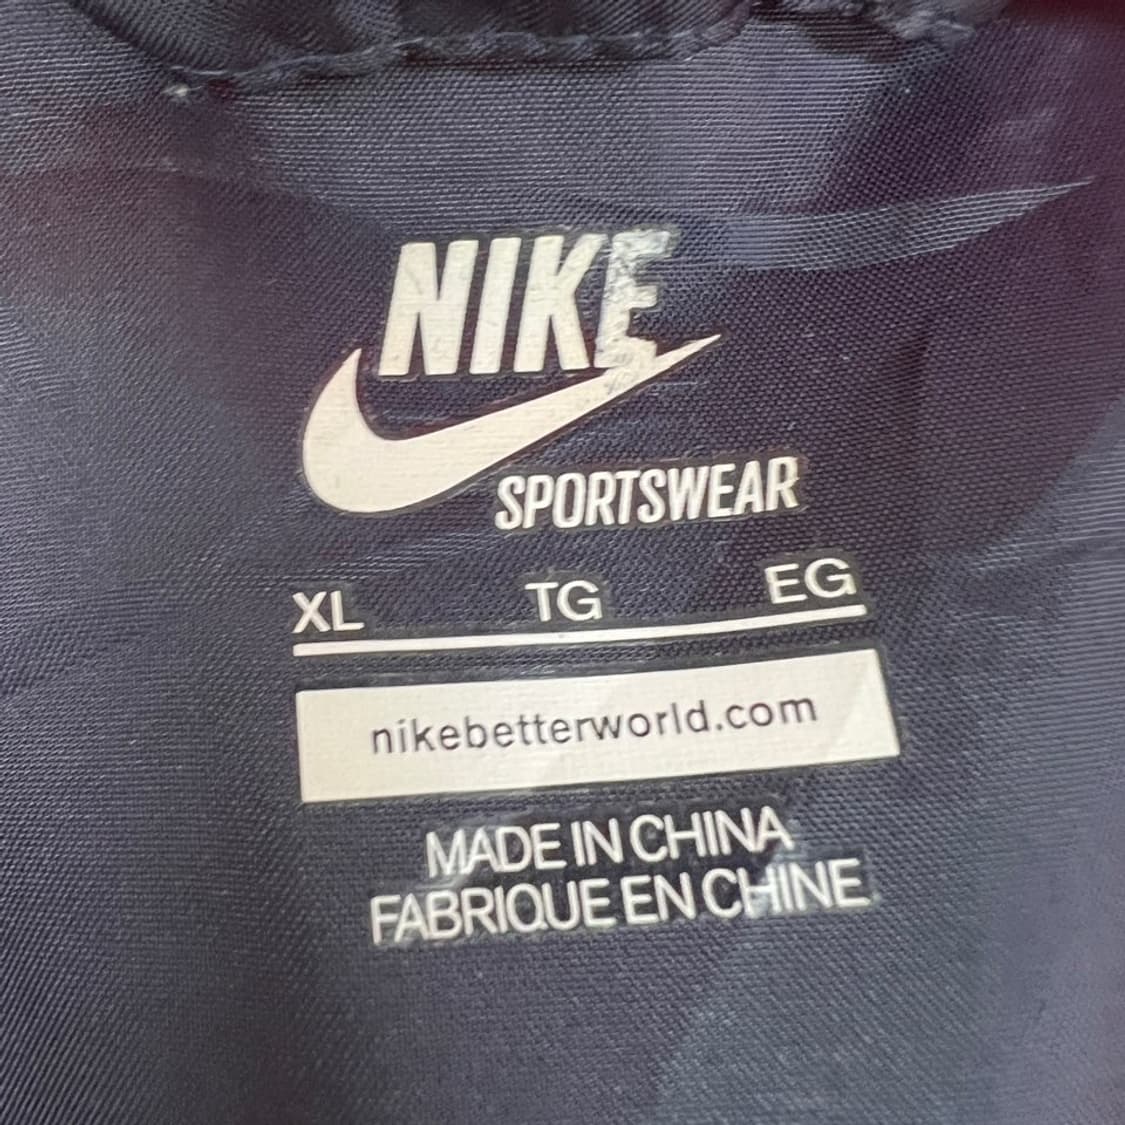 NIKE
SPORTSWEAR
XL TG EG
nikebetterworld.com
MADE IN CHINA
FABRIQUE EN CHINE